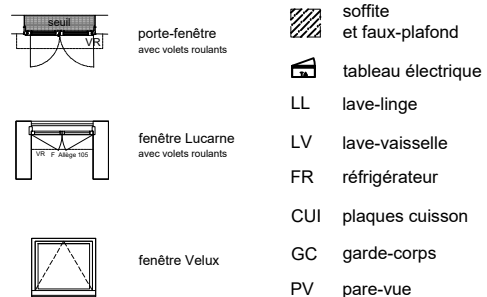 seuil
VR
porte-fenêtre
avec volets roulants
VR F Allège 105
fenêtre Lucarne
avec volets roulants
fenêtre Velux
soffite
et faux-plafond
TA
tableau électrique
LL lave-linge
LV lave-vaisselle
FR réfrigérateur
CUI plaques cuisson
GC garde-corps
PV pare-vue